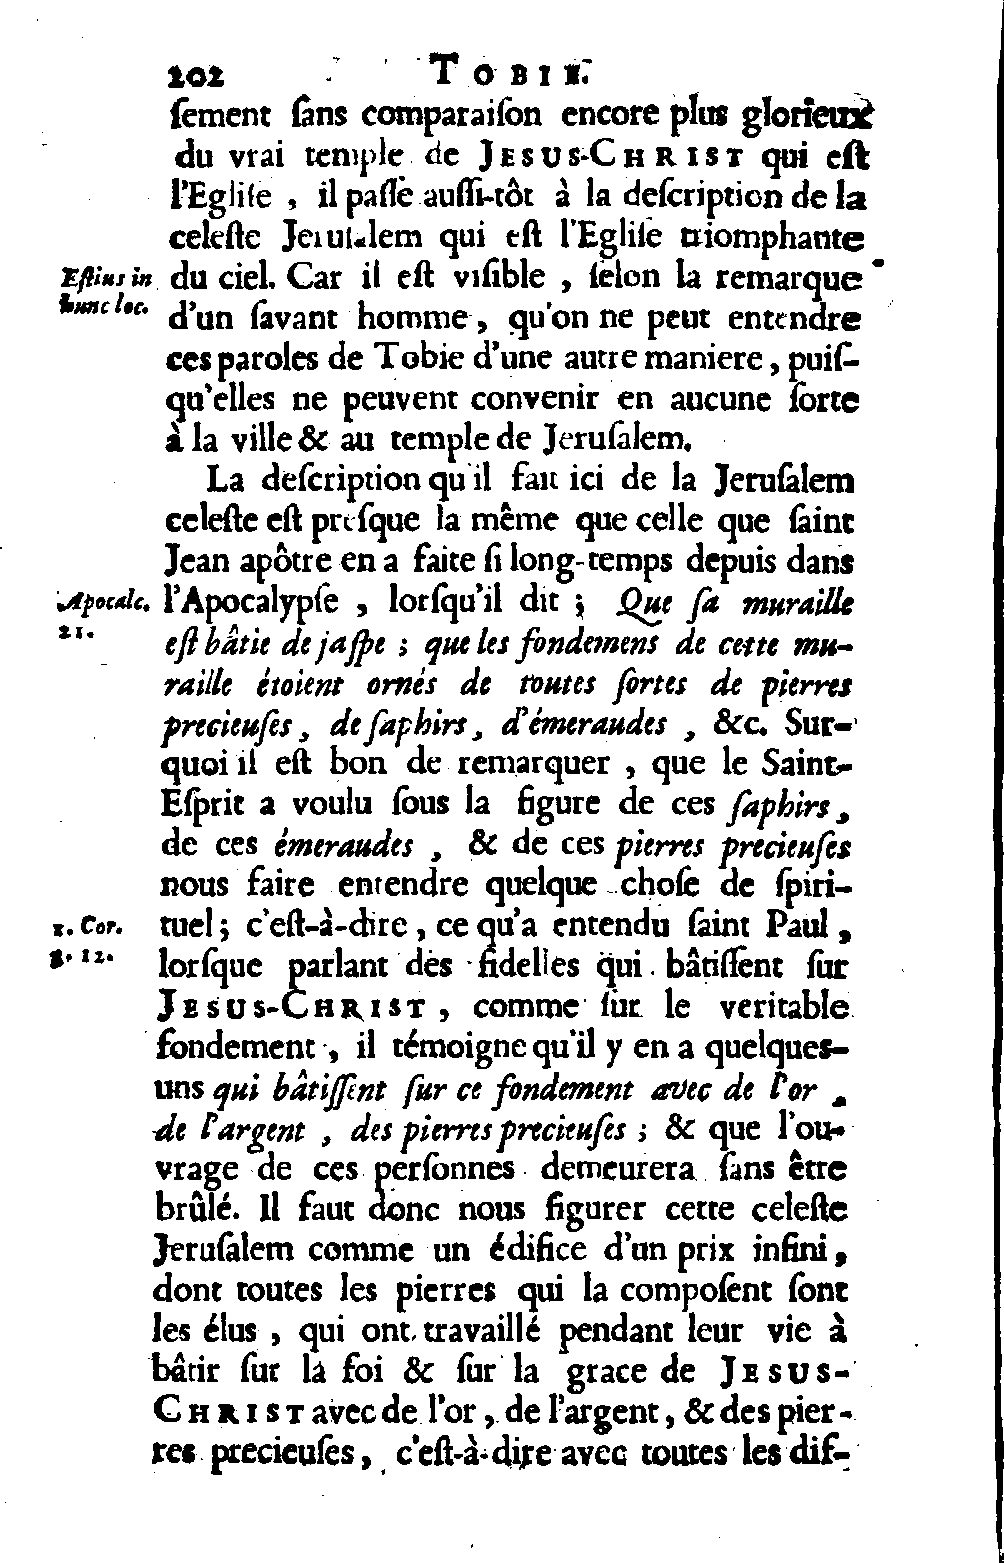 202 TOBIE.
ſement ſans comparaiſon encore plus glorieux
du vrai temple de JESUS-CHRIST qui eſt
l'Egliſe , il paſſe auſſi-tôt à la deſcription de la
celeſte Jeruſalem qui eſt l'Egliſe triomphante
Eſtius in du ciel. Car il eſt viſible , ſelon la remarque
hunc loc. d'un ſavant homme , qu'on ne peut entendre
ces paroles de Tobie d'une autre maniere , puiſ-
qu'elles ne peuvent convenir en aucune ſorte
à la ville & au temple de Jeruſalem.
La deſcription qu'il fait ici de la Jeruſalem
celeſte eſt preſque la même que celle que ſaint
Jean apôtre en a faite ſi long-temps depuis dans
Apocalc. l'Apocalypſe , lorſqu'il dit ; Que ſa muraille
21. eſt bâtie de jaſpe ; que les fondemens de cette mu-
raille étoient ornés de toutes ſortes de pierres
precieuſes , de ſaphirs , d'émeraudes , &c. Sur-
quoi il eſt bon de remarquer , que le Saint-
Eſprit a voulu ſous la figure de ces ſaphirs ,
de ces émeraudes , & de ces pierres precieuſes
nous faire entendre quelque choſe de ſpiri-
1. Cor. tuel ; c'eſt-à-dire , ce qu'a entendu ſaint Paul ,
3. 12. lorſque parlant des fidelles qui bâtiſſent ſur
JESUS-CHRIST , comme ſur le veritable
fondement , il témoigne qu'il y en a quelques-
uns qui bâtiſſent ſur ce fondement avec de l'or ,
de l'argent , des pierres precieuſes ; & que l'ou-
vrage de ces perſonnes demeurera ſans être
brûlé. Il faut donc nous figurer cette celeſte
Jeruſalem comme un édifice d'un prix infini ,
dont toutes les pierres qui la compoſent ſont
les élus , qui ont travaillé pendant leur vie à
bâtir ſur la foi & ſur la grace de JESUS-
CHRIST avec de l'or , de l'argent , & des pier-
res precieuſes , c'eſt-à-dire avec toutes les diſ-